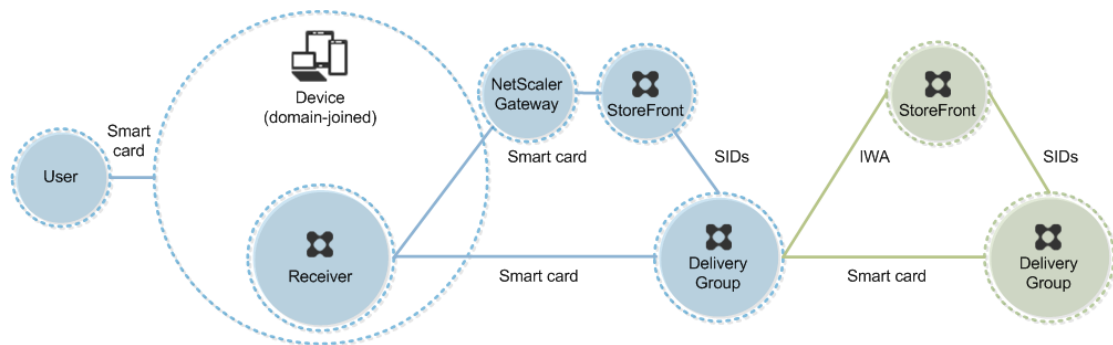 User
Smart
card
Device
(domain-joined)
Receiver
NetScaler
Gateway
StoreFront
Smart card
SIDs
Smart card
Delivery
Group
IWA
StoreFront
SIDs
Smart card
Delivery
Group